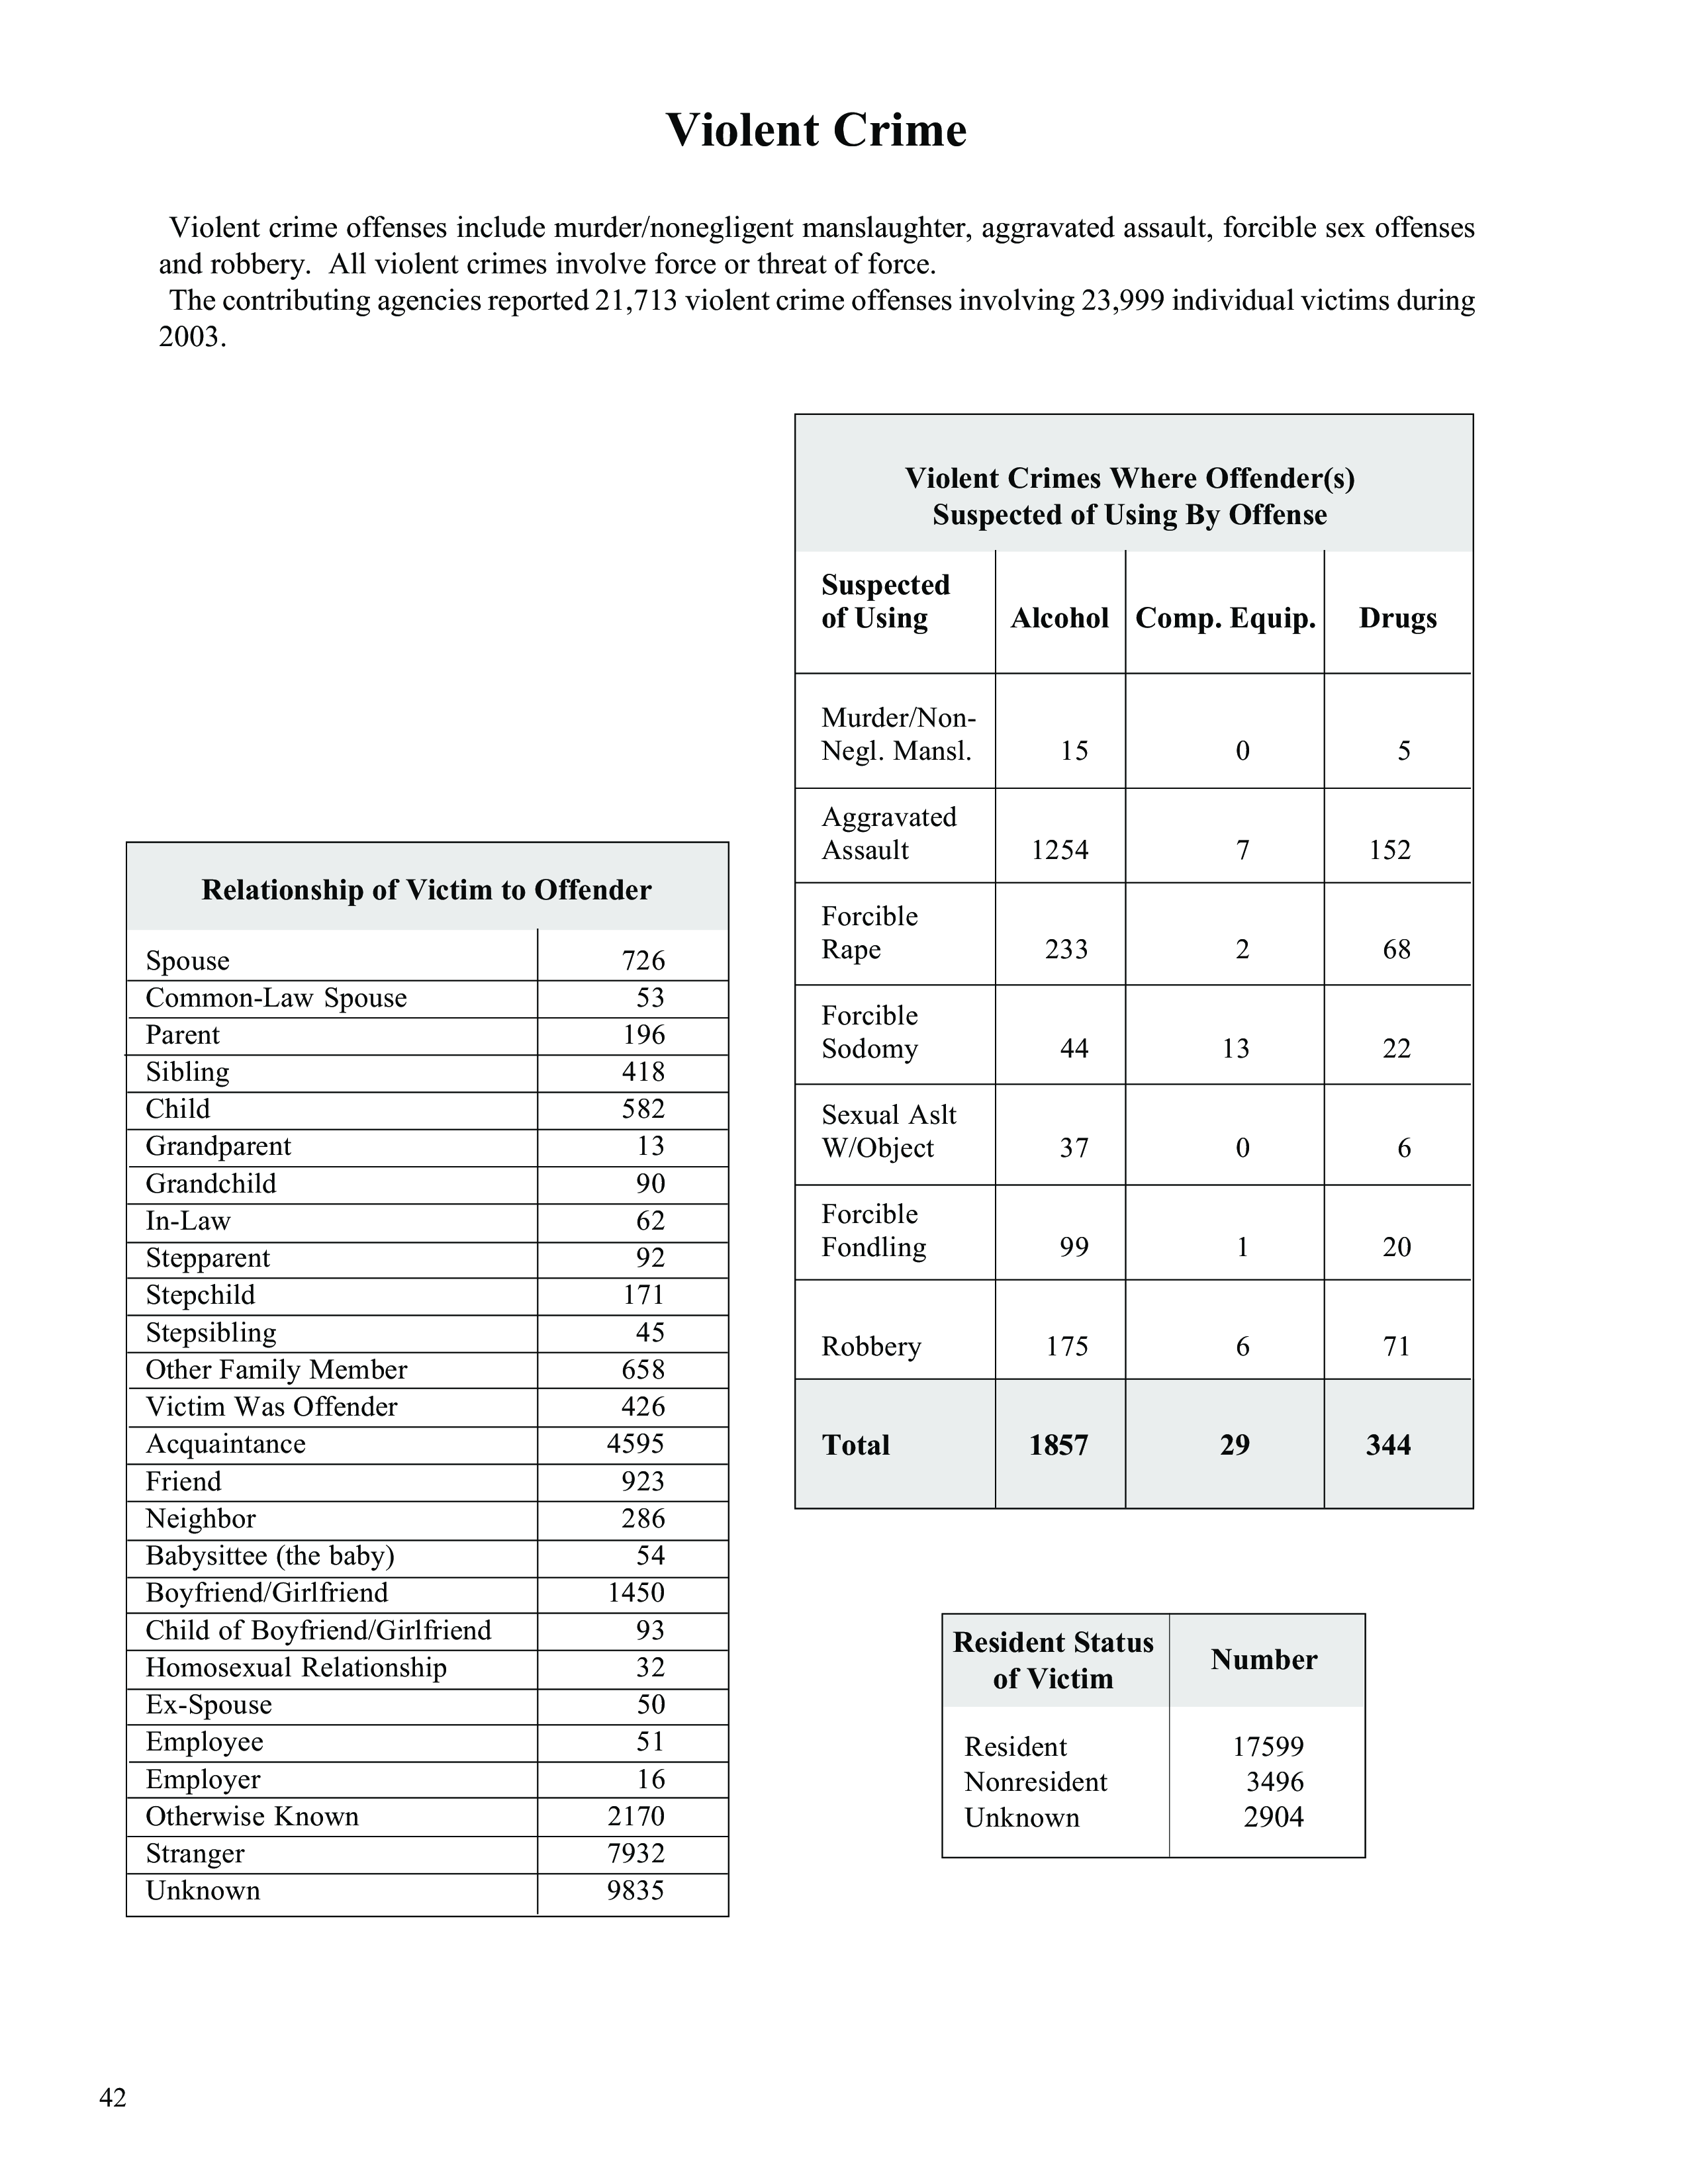 Violent Crime
Violent crime offenses include murder/nonegligent manslaughter, aggravated assault, forcible sex offenses
and robbery. All violent crimes involve force or threat of force.
The contributing agencies reported 21,713 violent crime offenses involving 23,999 individual victims during
2003.
Relationship of Victim to Offender
Spouse 726
Common-Law Spouse 53
Parent 196
Sibling 418
Child 582
Grandparent 13
Grandchild 90
In-Law 62
Stepparent 92
Stepchild 171
Stepsibling 45
Other Family Member 658
Victim Was Offender 426
Acquaintance 4595
Friend 923
Neighbor 286
Babysittee (the baby) 54
Boyfriend/Girlfriend 1450
Child of Boyfriend/Girlfriend 93
Homosexual Relationship 32
Ex-Spouse 50
Employee 51
Employer 16
Otherwise Known 2170
Stranger 7932
Unknown 9835
Violent Crimes Where Offender(s)
Suspected of Using By Offense
Suspected
of Using Alcohol Comp. Equip. Drugs
Murder/Non-
Negl. Mansl. 15 0 5
Aggravated
Assault 1254 7 152
Forcible
Rape 233 2 68
Forcible
Sodomy 44 13 22
Sexual Aslt
W/Object 37 0 6
Forcible
Fondling 99 1 20
Robbery 175 6 71
Total 1857 29 344
Resident Status
of Victim
Number
Resident 17599
Nonresident 3496
Unknown 2904
42